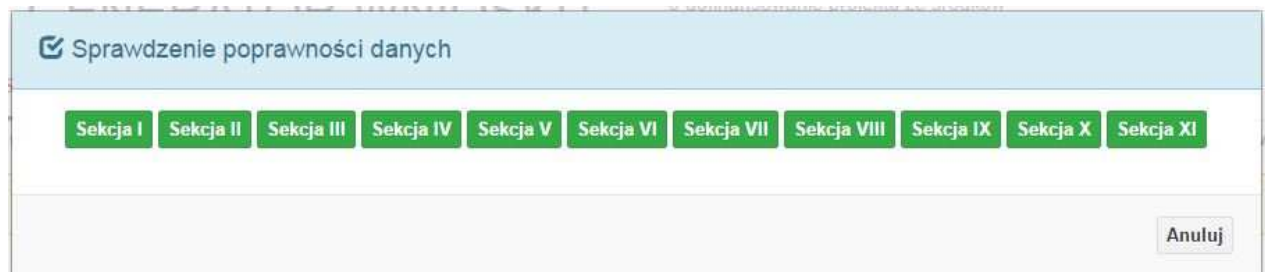 Sprawdzenie poprawności danych
Sekcja I Sekcja II Sekcja III Sekcja IV Sekcja V Sekcja VI Sekcja VII Sekcja VIII Sekcja IX Sekcja X Sekcja XI
Anuluj